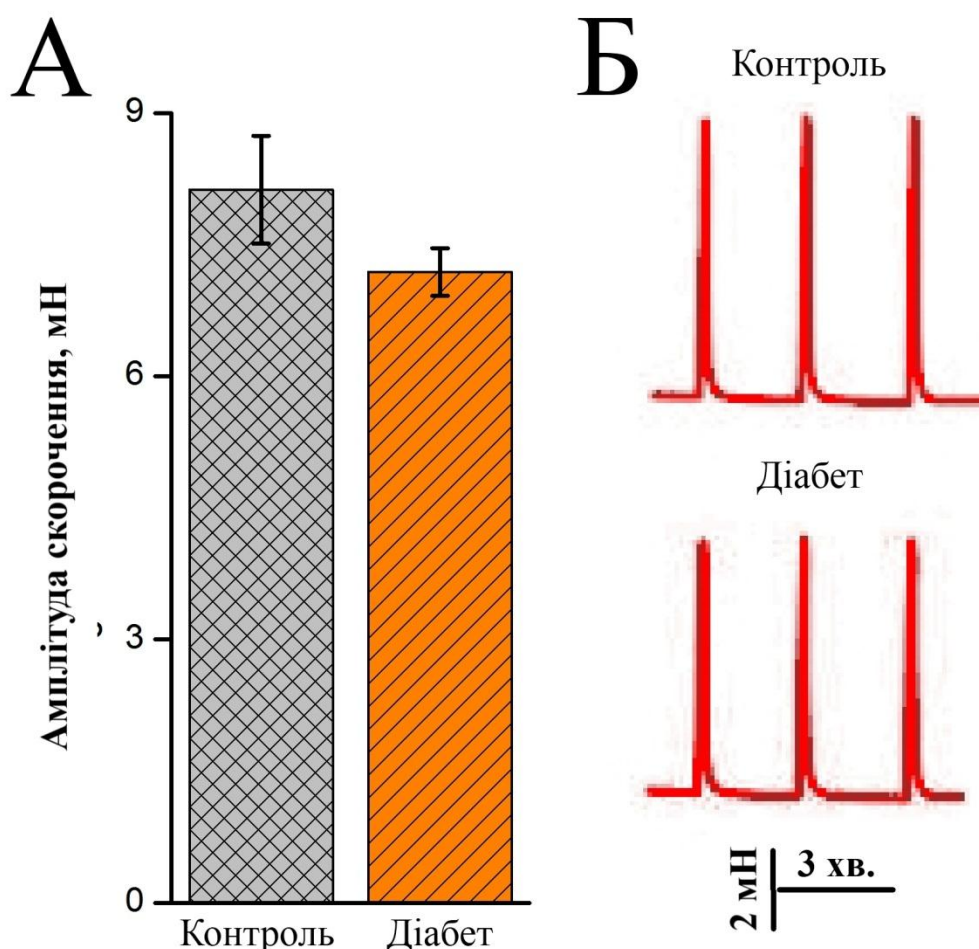 А
Амплітуда скорочення, мН
9
6
3
0
Контроль
Діабет
Б
Контроль
Діабет
2 мН
3 хв.